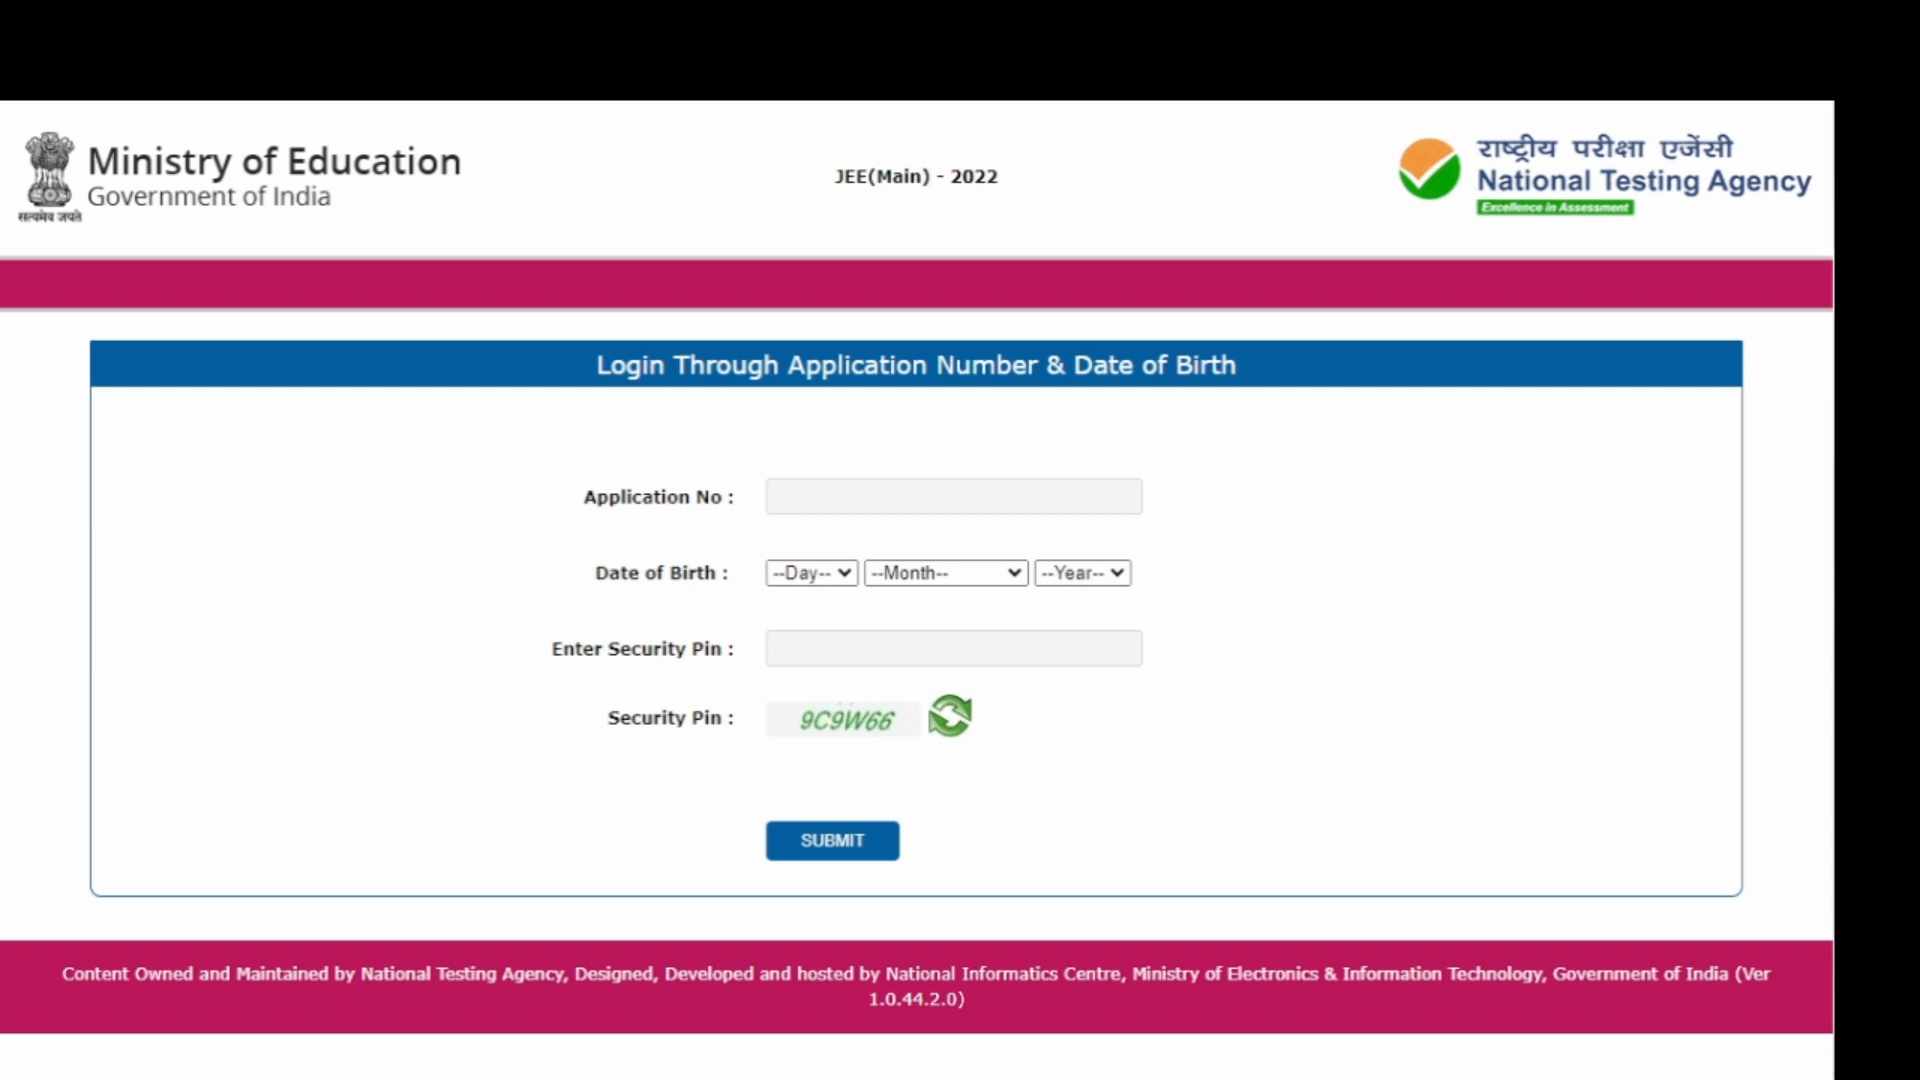 Ministry of Education
Government of India
सत्यमेव जयते
JEE(Main) - 2022
राष्ट्रीय परीक्षा एजेंसी
National Testing Agency
Excellence in Assessment
Login Through Application Number & Date of Birth
Application No :
Date of Birth : --Day-- --Month-- --Year--
Enter Security Pin :
Security Pin : 9C9W66
SUBMIT
Content Owned and Maintained by National Testing Agency, Designed, Developed and hosted by National Informatics Centre, Ministry of Electronics & Information Technology, Government of India (Ver
1.0.44.2.0)